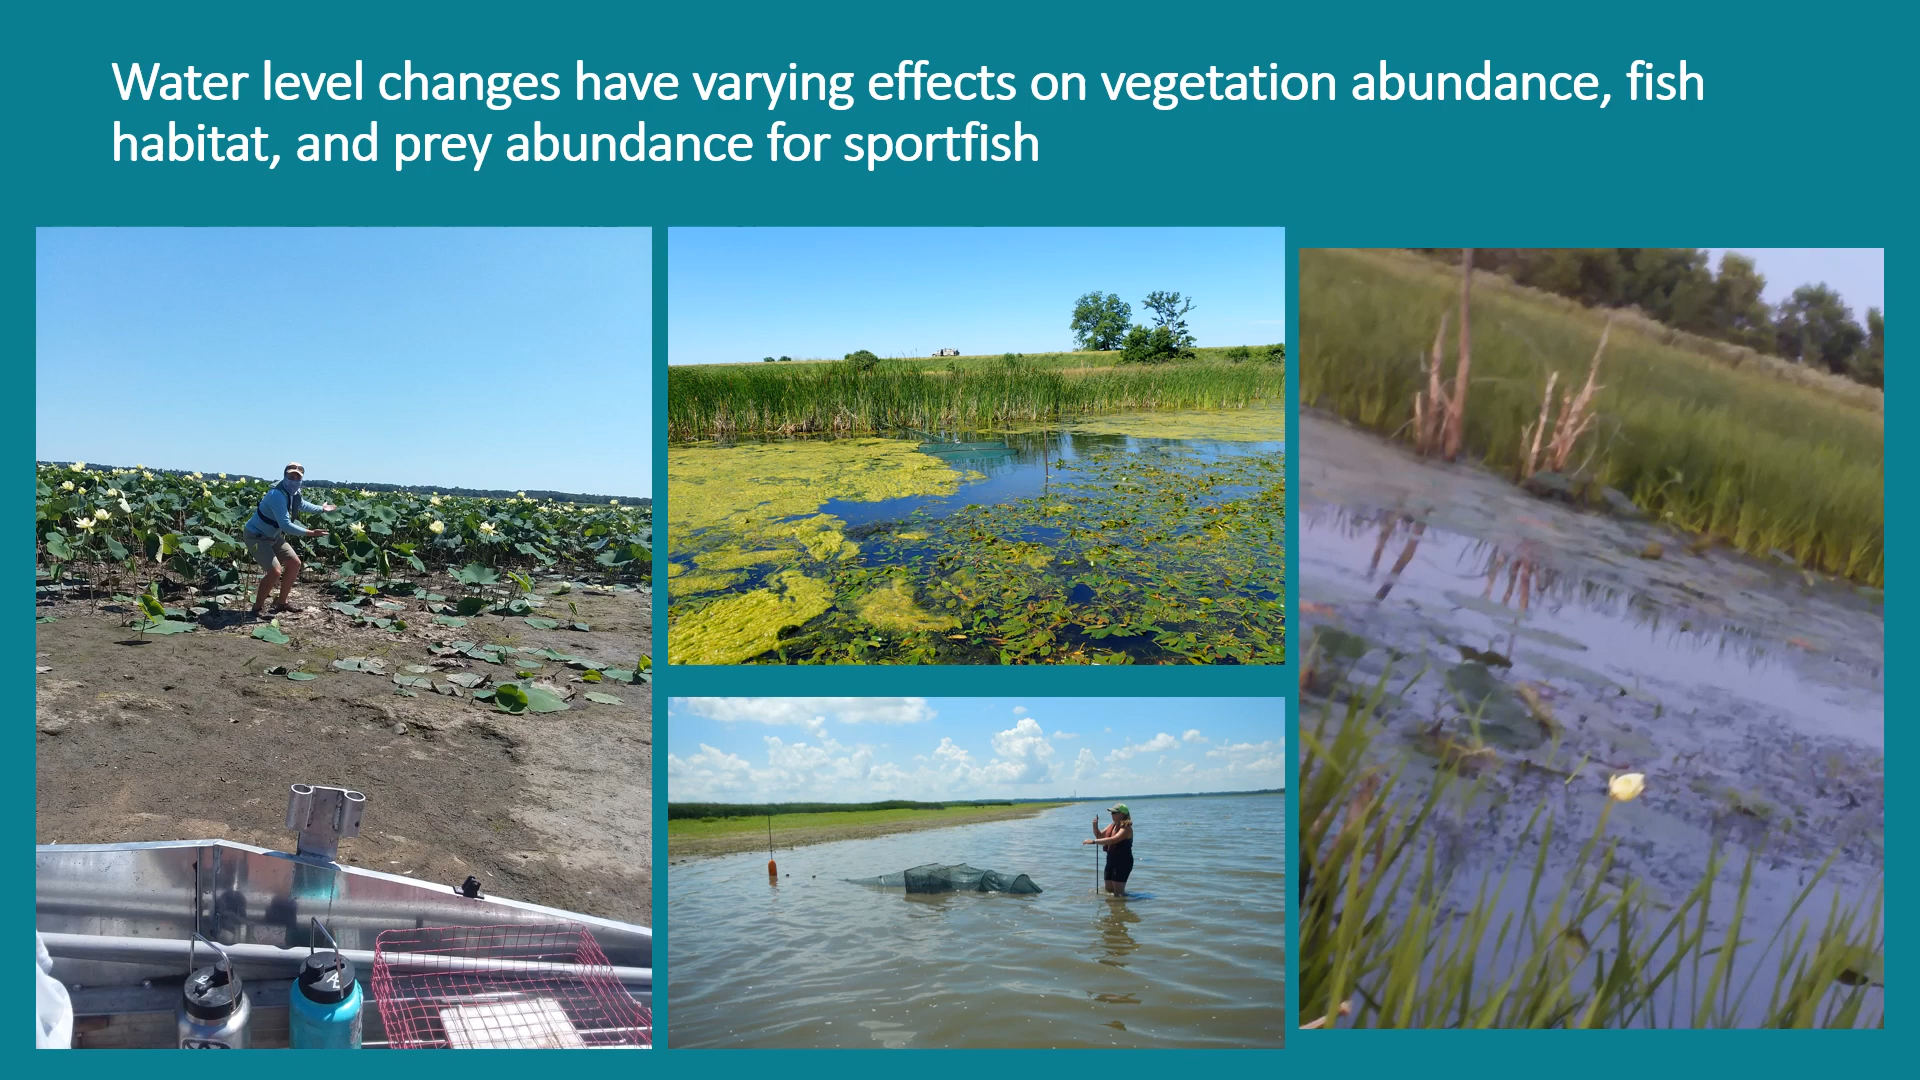 Water level changes have varying effects on vegetation abundance, fish
habitat, and prey abundance for sportfish